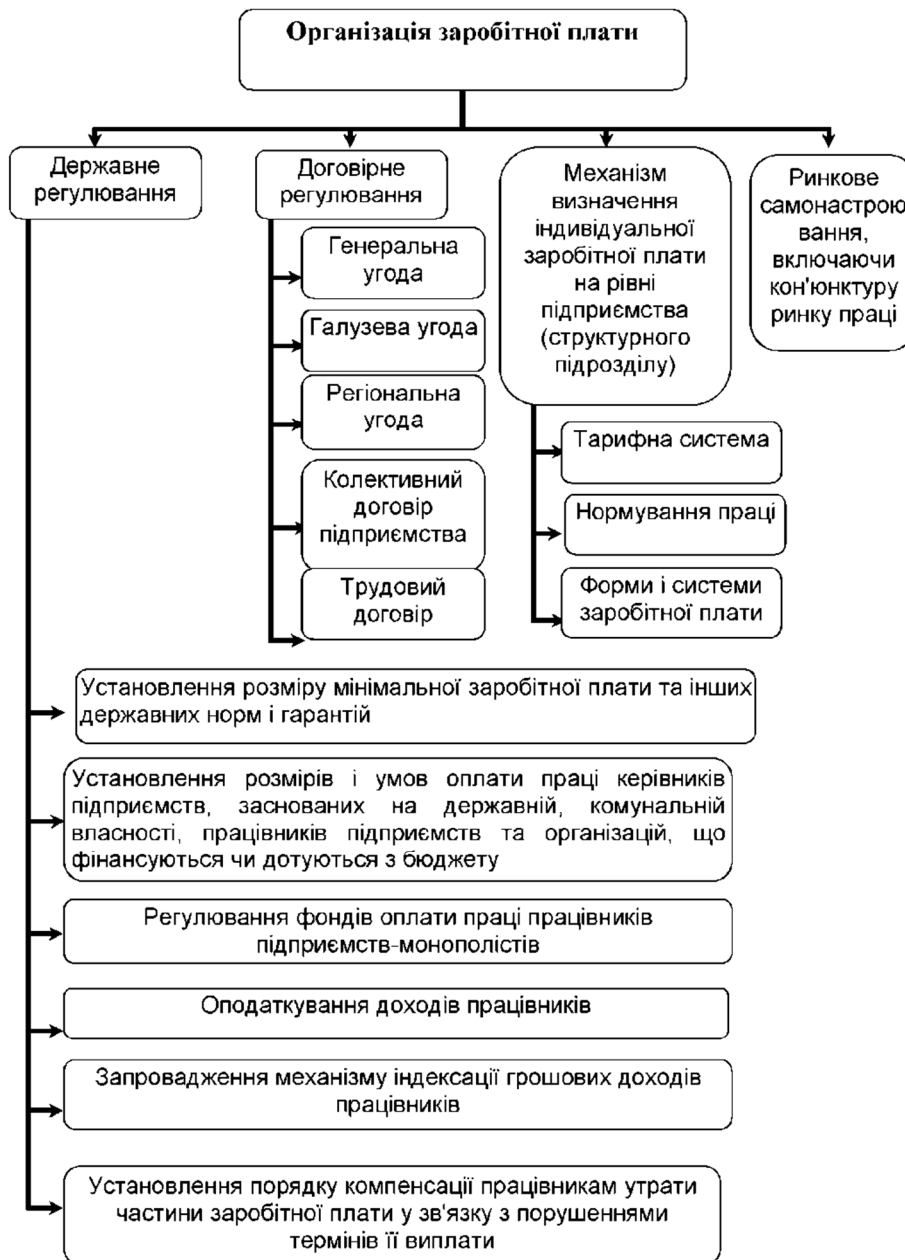 Організація заробітної плати
Державне
регулювання
Договірне
регулювання
Генеральна
угода
Галузева угода
Регіональна
угода
Колективний
договір
підприємства
Трудовий
договір
Механізм
визначення
індивідуальної
заробітної плати
на рівні
підприємства
(структурного
підрозділу)
Тарифна система
Нормування праці
Форми і системи
заробітної плати
Ринкове
самонастрою
вання,
включаючи
кон'юнктуру
ринку праці
Установлення розміру мінімальної заробітної плати та інших
державних норм і гарантій
Установлення розмірів і умов оплати праці керівників
підприємств, заснованих на державній, комунальній
власності, працівників підприємств та організацій, що
фінансуються чи дотуються з бюджету
Регулювання фондів оплати праці працівників
підприємств-монополістів
Оподаткування доходів працівників
Запровадження механізму індексації грошових доходів
працівників
Установлення порядку компенсації працівникам утрати
частини заробітної плати у зв'язку з порушеннями
термінів її виплати